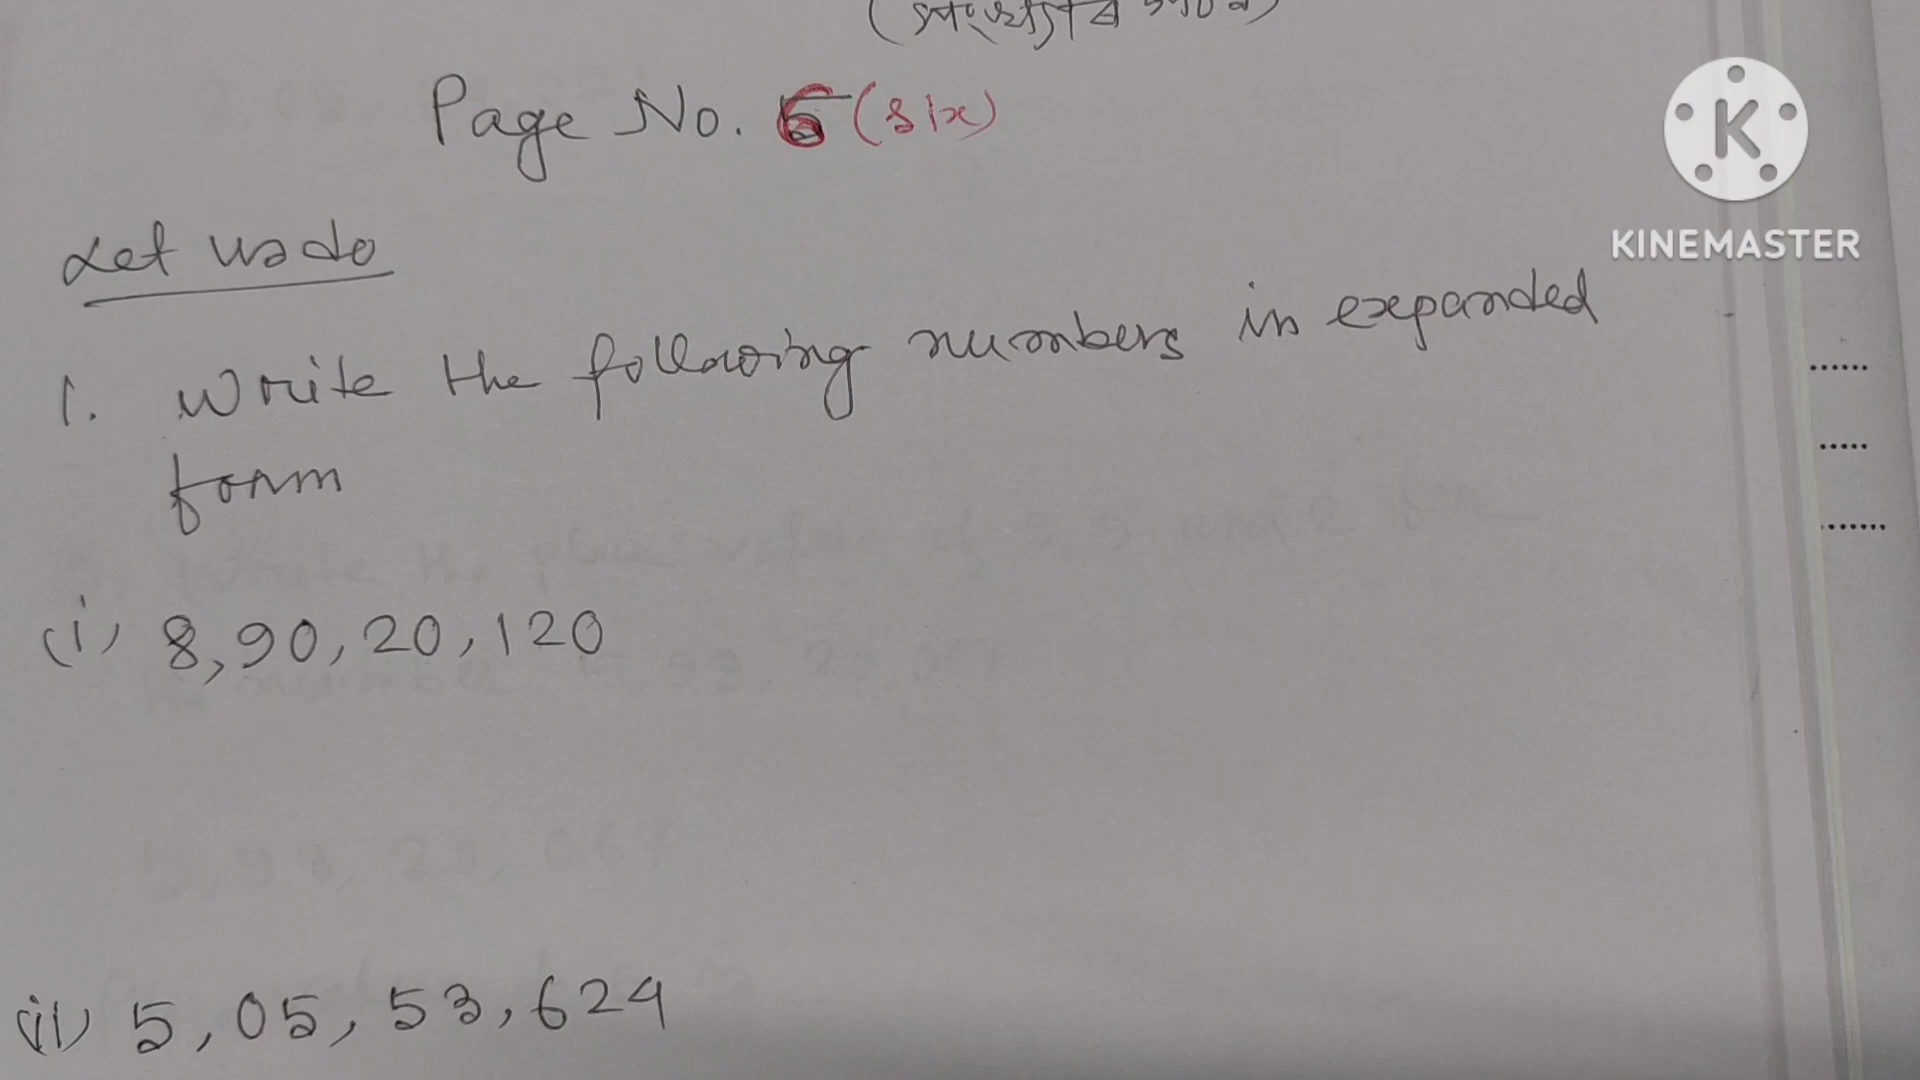 Page No. 6 (six)
KINEMASTER
Let us do
1. Write the following numbers in expanded
form
(i) 8,90,20,120
(ii) 5,05,53,624